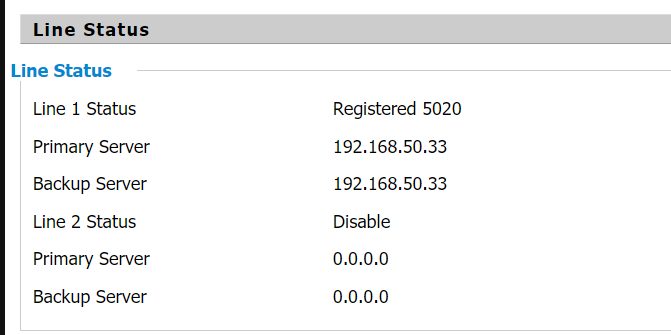 Line Status
Line Status
Line 1 Status Registered 5020
Primary Server 192.168.50.33
Backup Server 192.168.50.33
Line 2 Status Disable
Primary Server 0.0.0.0
Backup Server 0.0.0.0